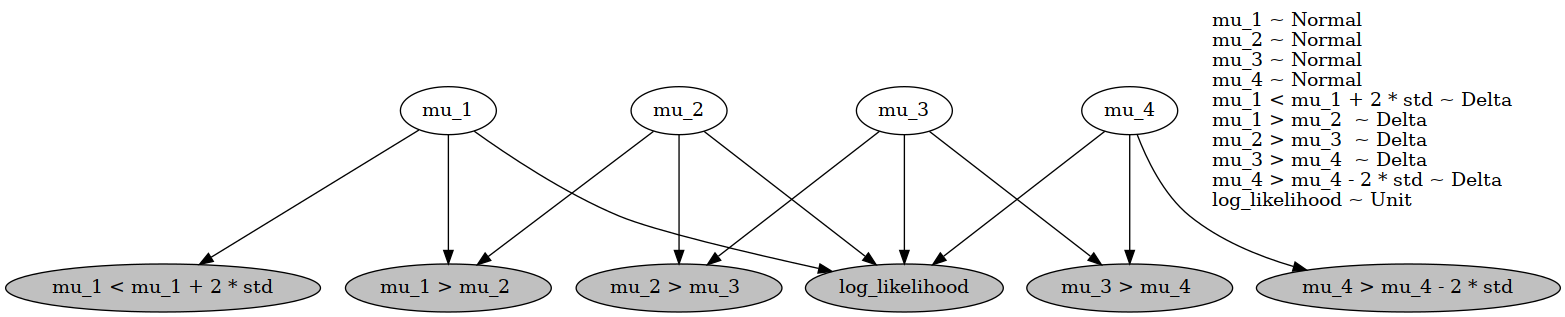 mu_1 ~ Normal
mu_2 ~ Normal
mu_3 ~ Normal
mu_4 ~ Normal
mu_1 < mu_1 + 2 * std ~ Delta
mu_1 > mu_2  ~ Delta
mu_2 > mu_3  ~ Delta
mu_3 > mu_4  ~ Delta
mu_4 > mu_4 - 2 * std ~ Delta
log_likelihood ~ Unit
mu_1
mu_2
mu_3
mu_4
mu_1 < mu_1 + 2 * std
mu_1 > mu_2
mu_2 > mu_3
log_likelihood
mu_3 > mu_4
mu_4 > mu_4 - 2 * std